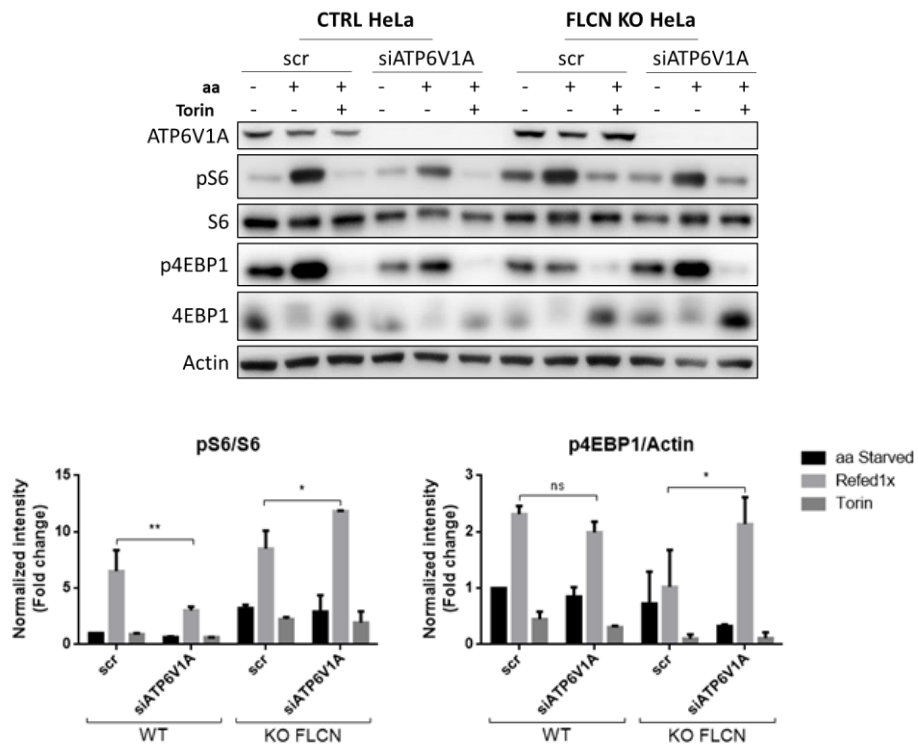 CTRL HeLa FLCN KO HeLa
scr siATP6V1A scr siATP6V1A
aa - + + - + + - + + - + +
Torin - + - + - + - +
ATP6V1A
pS6
S6
p4EBP1
4EBP1
Actin
pS6/S6
Normalized intensity
(Fold change)
15
10
5
0
**
*
scr siATP6V1A scr siATP6V1A
WT KO FLCN
p4EBP1/Actin
Normalized intensity
(Fold change)
3
2
1
0
ns
*
scr siATP6V1A scr siATP6V1A
WT KO FLCN
aa Starved
Refed1x
Torin